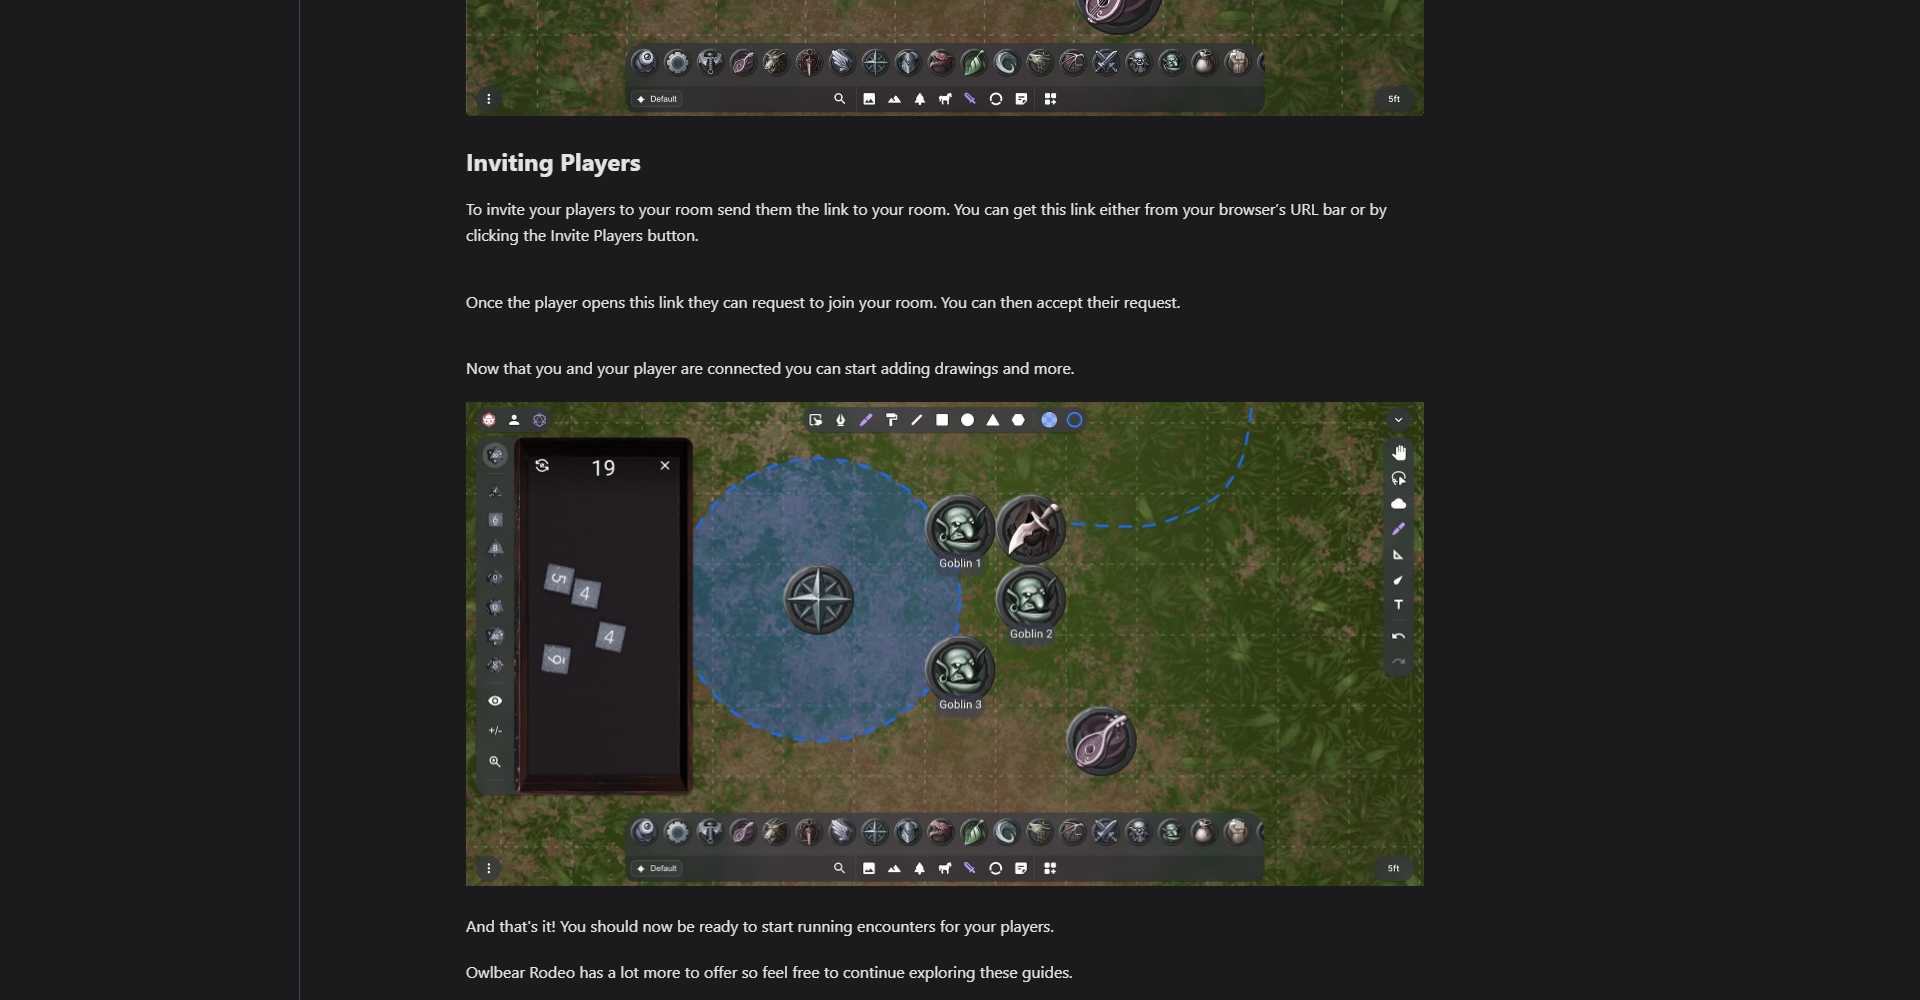 Default
5ft
Inviting Players
To invite your players to your room send them the link to your room. You can get this link either from your browser's URL bar or by
clicking the Invite Players button.
Once the player opens this link they can request to join your room. You can then accept their request.
Now that you and your player are connected you can start adding drawings and more.
19
6
8
5
4
4
6
+/-
T
Goblin 1
Goblin 2
Goblin 3
Default
5ft
And that's it! You should now be ready to start running encounters for your players.
Owlbear Rodeo has a lot more to offer so feel free to continue exploring these guides.